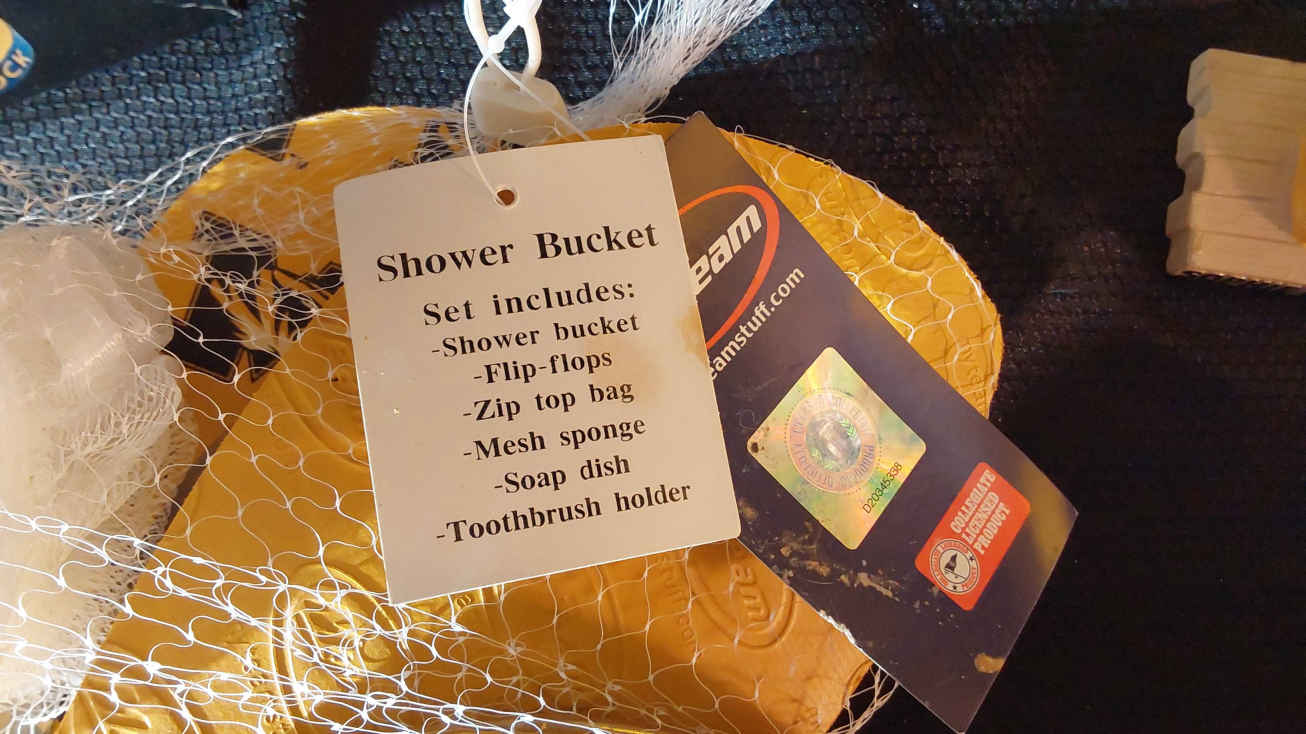 Shower Bucket
Set includes:
-Shower bucket
-Flip-flops
-Zip top bag
-Mesh sponge
-Soap dish
-Toothbrush holder
eam
eamstuff.com
D20345338
COLLEGIATE
LICENSED
PRODUCT
CK